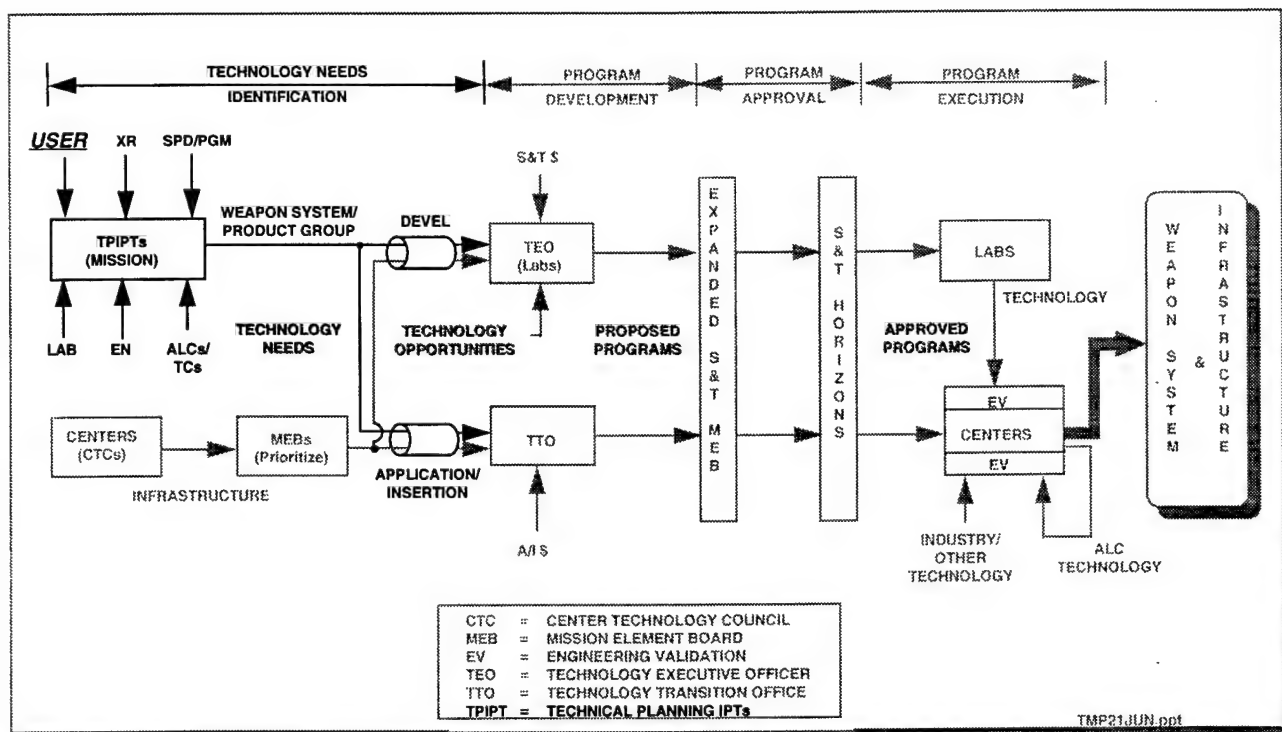 TECHNOLOGY NEEDS
IDENTIFICATION
PROGRAM
DEVELOPMENT
PROGRAM
APPROVAL
PROGRAM
EXECUTION
USER
XR
SPD/PGM
S&T $
WEAPON SYSTEM/
PRODUCT GROUP
DEVEL
TPIPTs
(MISSION)
TEO
(Labs)
LABS
TECHNOLOGY
LAB
EN
ALCs/
TCs
TECHNOLOGY
NEEDS
TECHNOLOGY
OPPORTUNITIES
PROPOSED
PROGRAMS
EXPANDED S&T MEB
S&T HORIZONS
APPROVED
PROGRAMS
WEAPON SYSTEM
&
INFRASTRUCTURE
CENTERS
(CTCs)
MEBs
(Prioritize)
TTO
EV
CENTERS
EV
INFRASTRUCTURE
APPLICATION/
INSERTION
A/I $
INDUSTRY/
OTHER
TECHNOLOGY
ALC
TECHNOLOGY
CTC = CENTER TECHNOLOGY COUNCIL
MEB = MISSION ELEMENT BOARD
EV = ENGINEERING VALIDATION
TEO = TECHNOLOGY EXECUTIVE OFFICER
TTO = TECHNOLOGY TRANSITION OFFICE
TPIPT = TECHNICAL PLANNING IPTs
TMP21JUN.ppt